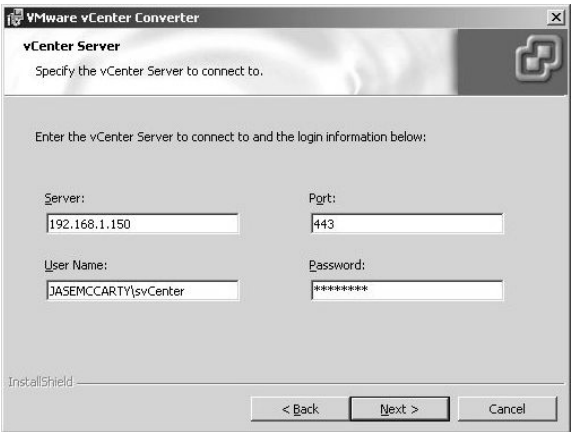 VMware vCenter Converter
vCenter Server
Specify the vCenter Server to connect to.
Enter the vCenter Server to connect to and the login information below:
Server:
Port:
192.168.1.150
443
User Name:
Password:
JASEMCCARTY\svCenter
********
InstallShield
< Back
Next >
Cancel